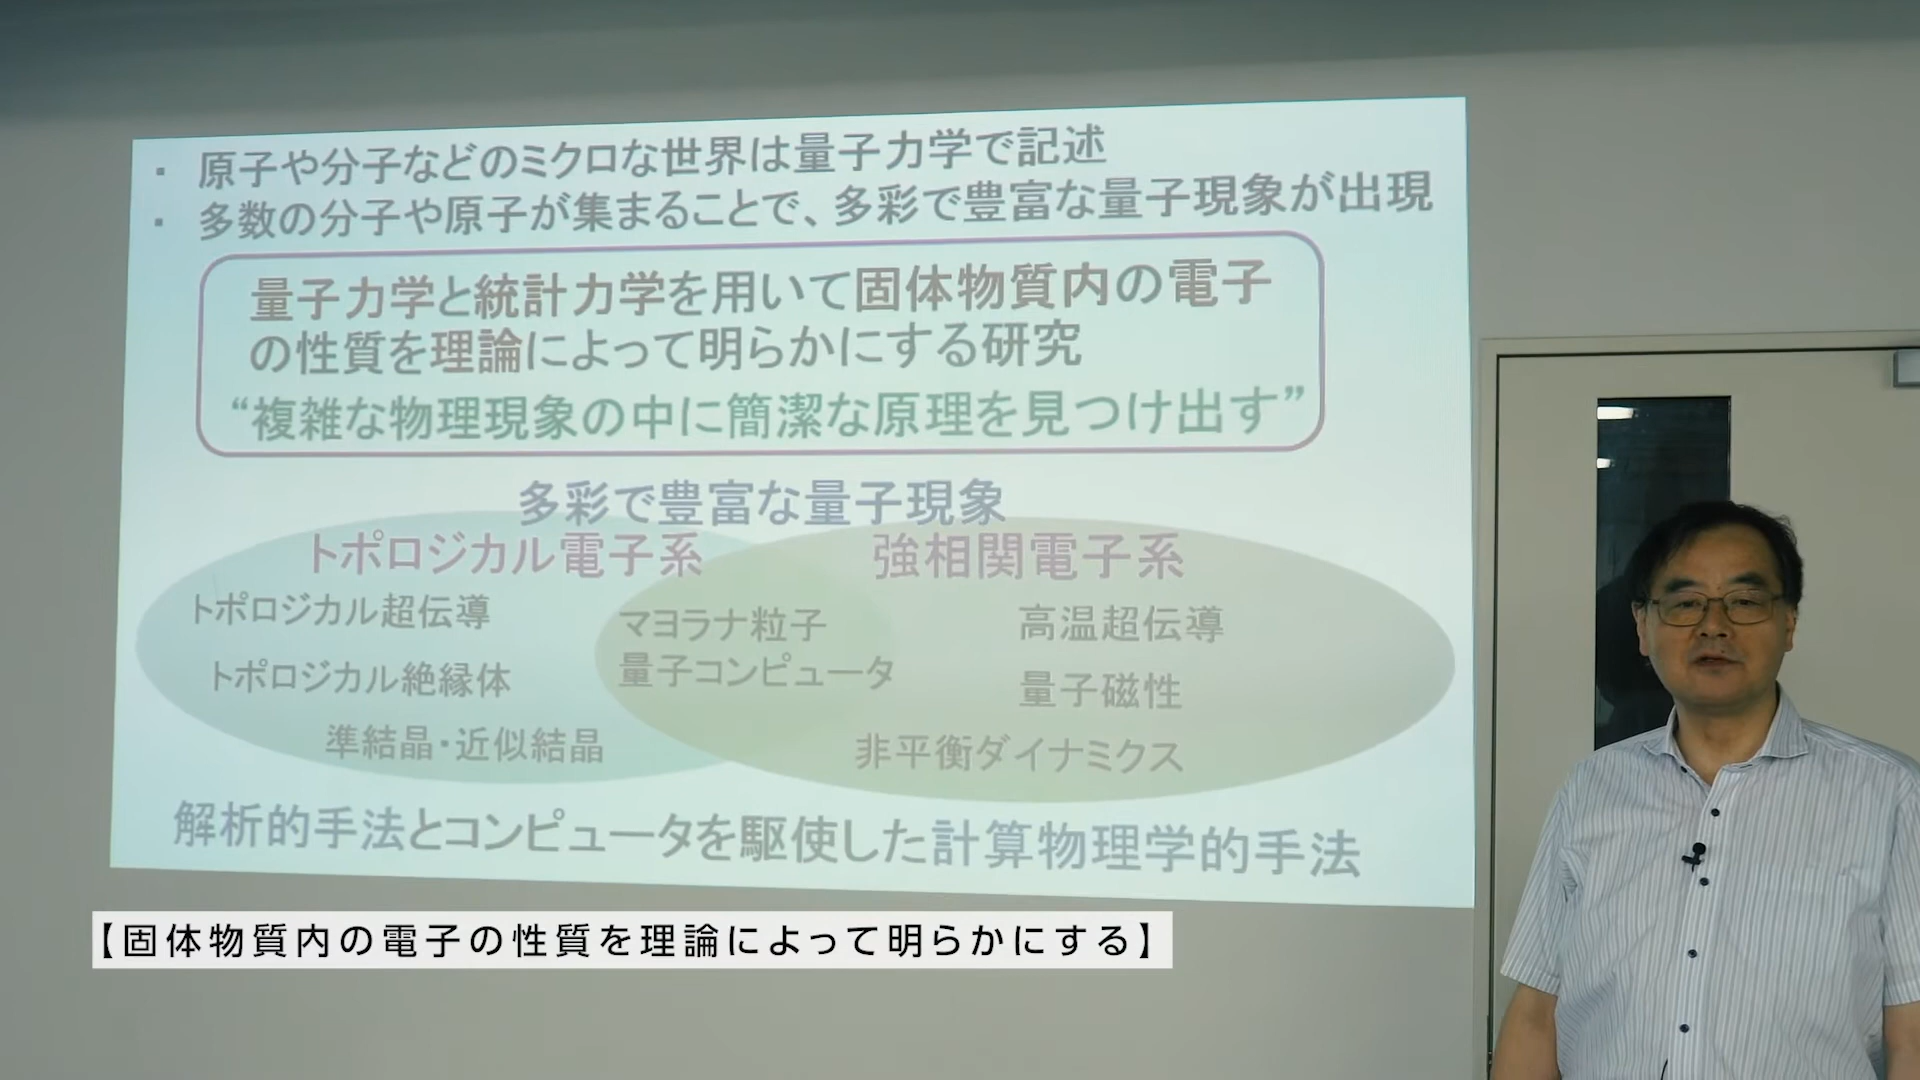 ・ 原子や分子などのミクロな世界は量子力学で記述
・ 多数の分子や原子が集まることで、多彩で豊富な量子現象が出現
量子力学と統計力学を用いて固体物質内の電子
の性質を理論によって明らかにする研究
“複雑な物理現象の中に簡潔な原理を見つけ出す”
多彩で豊富な量子現象
トポロジカル電子系
強相関電子系
トポロジカル超伝導
マヨラナ粒子
高温超伝導
トポロジカル絶縁体
量子コンピュータ
量子磁性
準結晶・近似結晶
非平衡ダイナミクス
解析的手法とコンピュータを駆使した計算物理学的手法
【固体物質内の電子の性質を理論によって明らかにする】